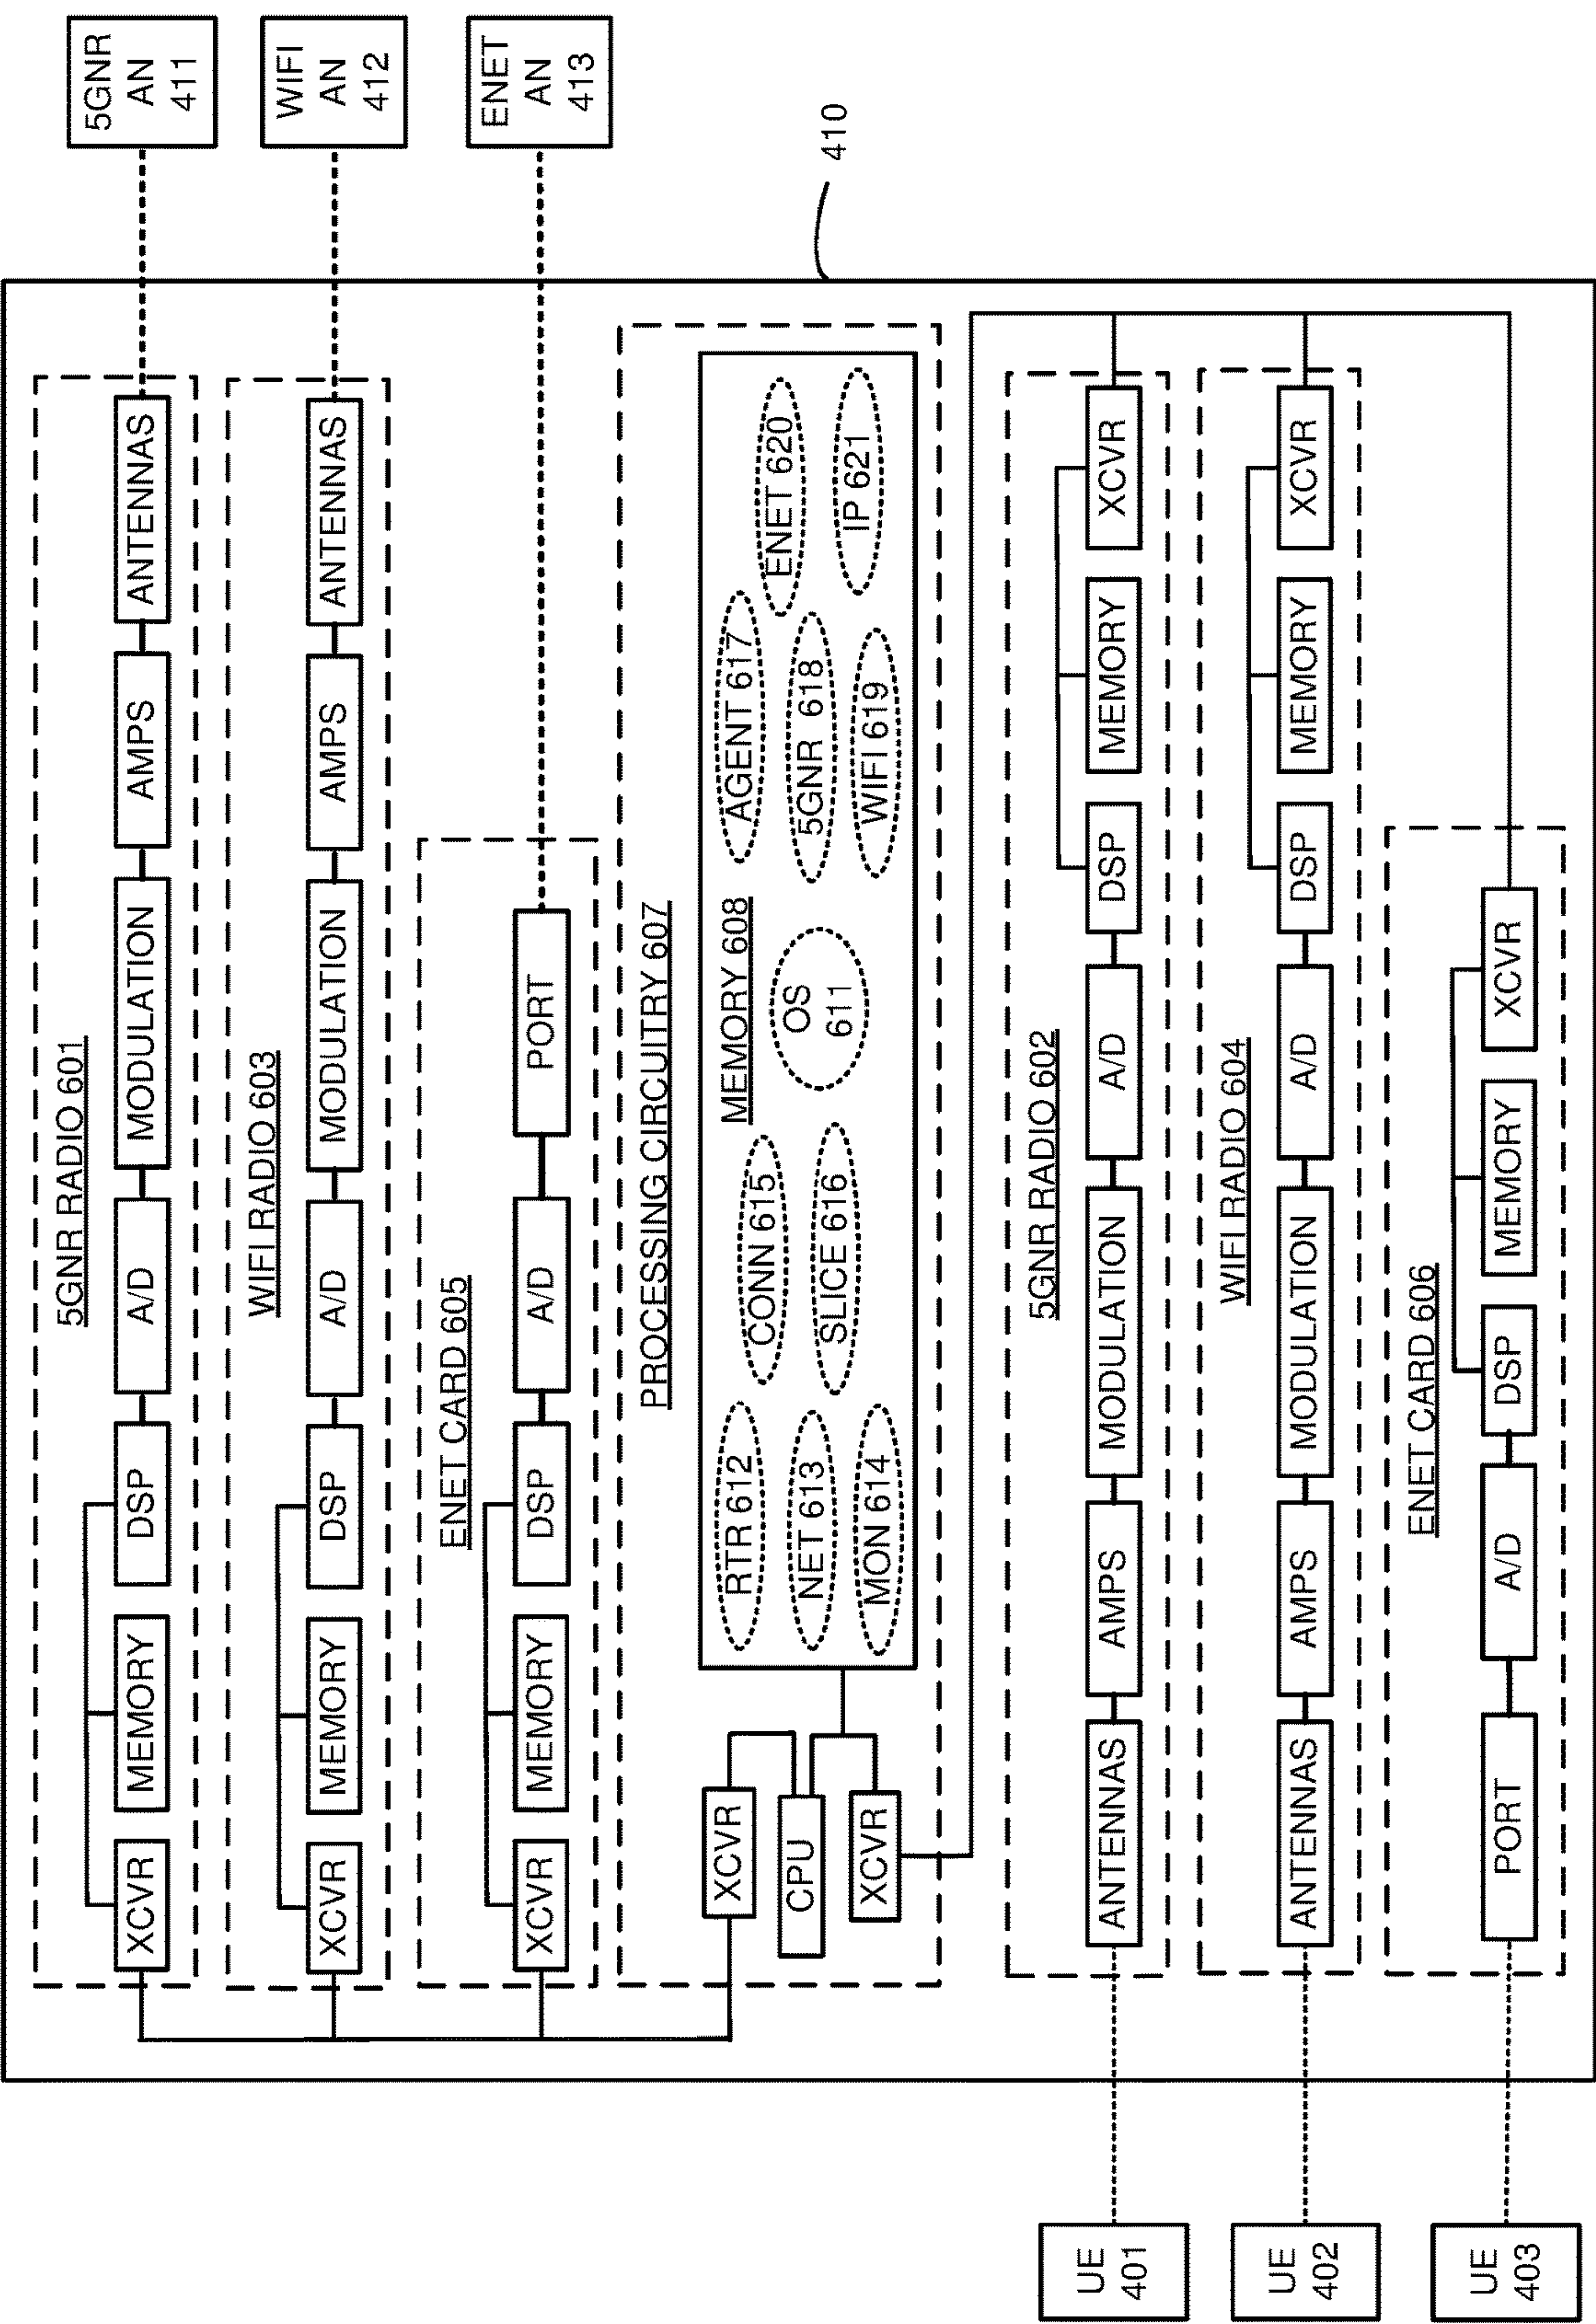 5GNR RADIO 601
XCVR
MEMORY
DSP
A/D
MODULATION
AMPS
ANTENNAS
5GNR
AN
411
WIFI RADIO 603
XCVR
MEMORY
DSP
A/D
MODULATION
AMPS
ANTENNAS
WIFI
AN
412
ENET CARD 605
XCVR
MEMORY
DSP
A/D
PORT
ENET
AN
413
PROCESSING CIRCUITRY 607
XCVR
CPU
XCVR
MEMORY 608
RTR 612
NET 613
MON 614
CONN 615
SLICE 616
OS
611
AGENT 617
5GNR 618
WIFI 619
ENET 620
IP 621
410
5GNR RADIO 602
UE
401
ANTENNAS
AMPS
MODULATION
A/D
DSP
MEMORY
XCVR
WIFI RADIO 604
UE
402
ANTENNAS
AMPS
MODULATION
A/D
DSP
MEMORY
XCVR
ENET CARD 606
UE
403
PORT
A/D
DSP
MEMORY
XCVR